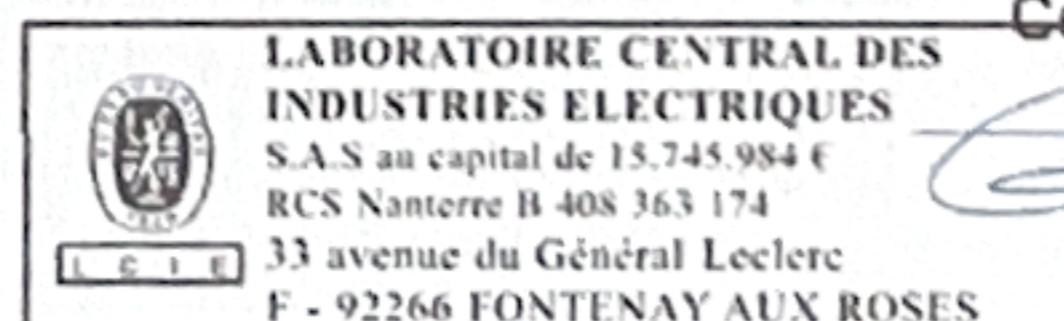 LABORATOIRE CENTRAL DES
INDUSTRIES ELECTRIQUES
S.A.S au capital de 15.745.984 €
RCS Nanterre B 408 363 174
L C I E
33 avenue du Général Leclerc
F - 92266 FONTENAY AUX ROSES